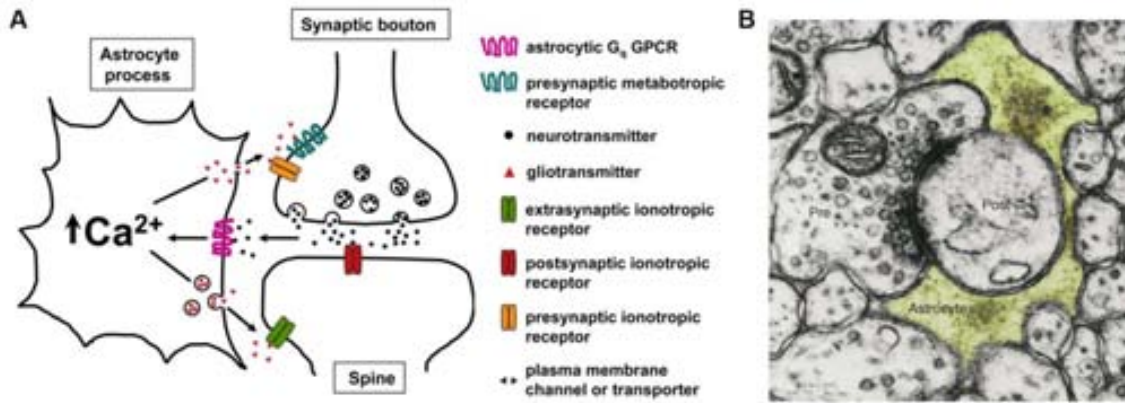 A
Astrocyte
process
↑Ca²⁺
Synaptic bouton
Spine
astrocytic Gq GPCR
presynaptic metabotropic
receptor
neurotransmitter
gliotransmitter
extrasynaptic ionotropic
receptor
postsynaptic ionotropic
receptor
presynaptic ionotropic
receptor
plasma membrane
channel or transporter
B
Pre
Post
Astrocyte